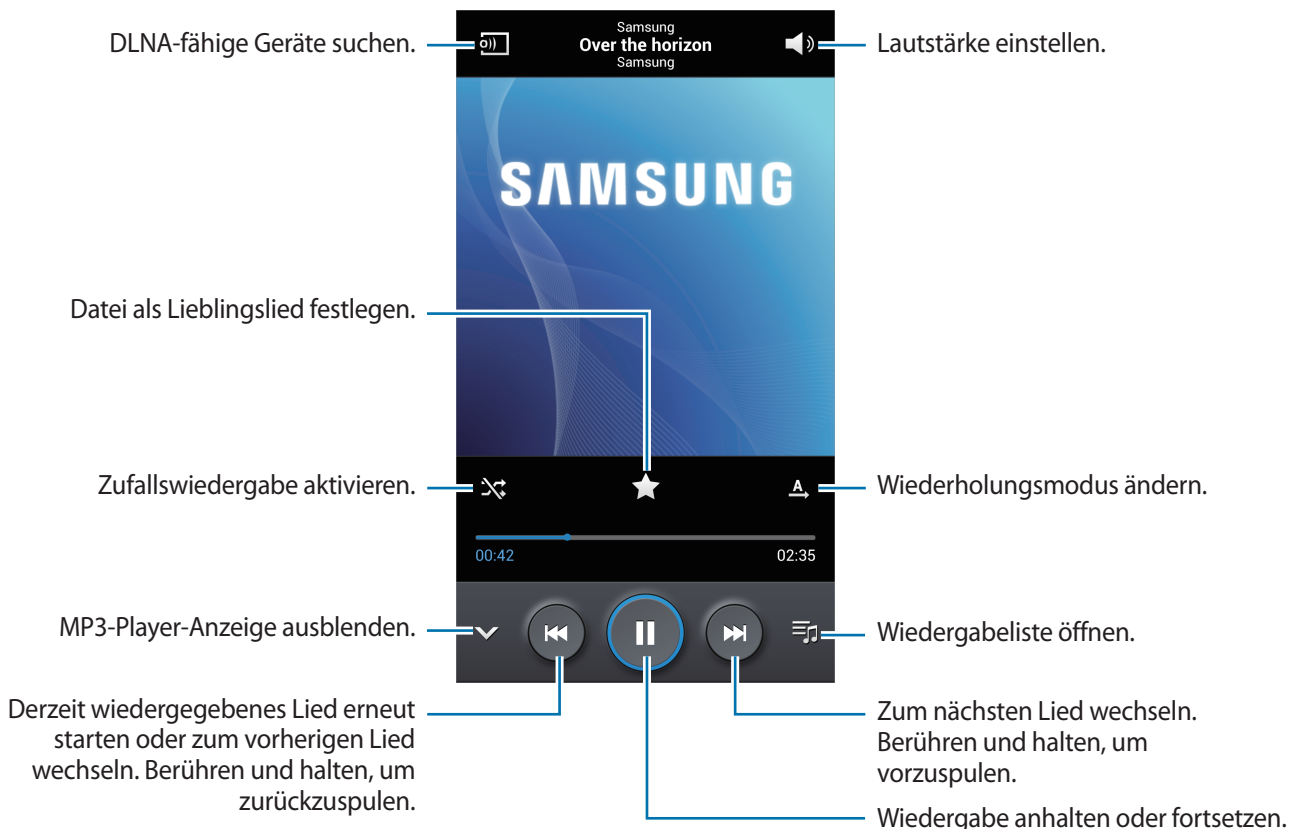 Samsung
DLNA-fähige Geräte suchen.
Over the horizon
Lautstärke einstellen.
Samsung
SAMSUNG
Datei als Lieblingslied festlegen.
Zufallswiedergabe aktivieren.
A
Wiederholungsmodus ändern.
00:42
02:35
MP3-Player-Anzeige ausblenden.
Wiedergabeliste öffnen.
Derzeit wiedergegebenes Lied erneut
starten oder zum vorherigen Lied
wechseln. Berühren und halten, um
zurückzuspulen.
Zum nächsten Lied wechseln.
Berühren und halten, um
vorzuspulen.
Wiedergabe anhalten oder fortsetzen.